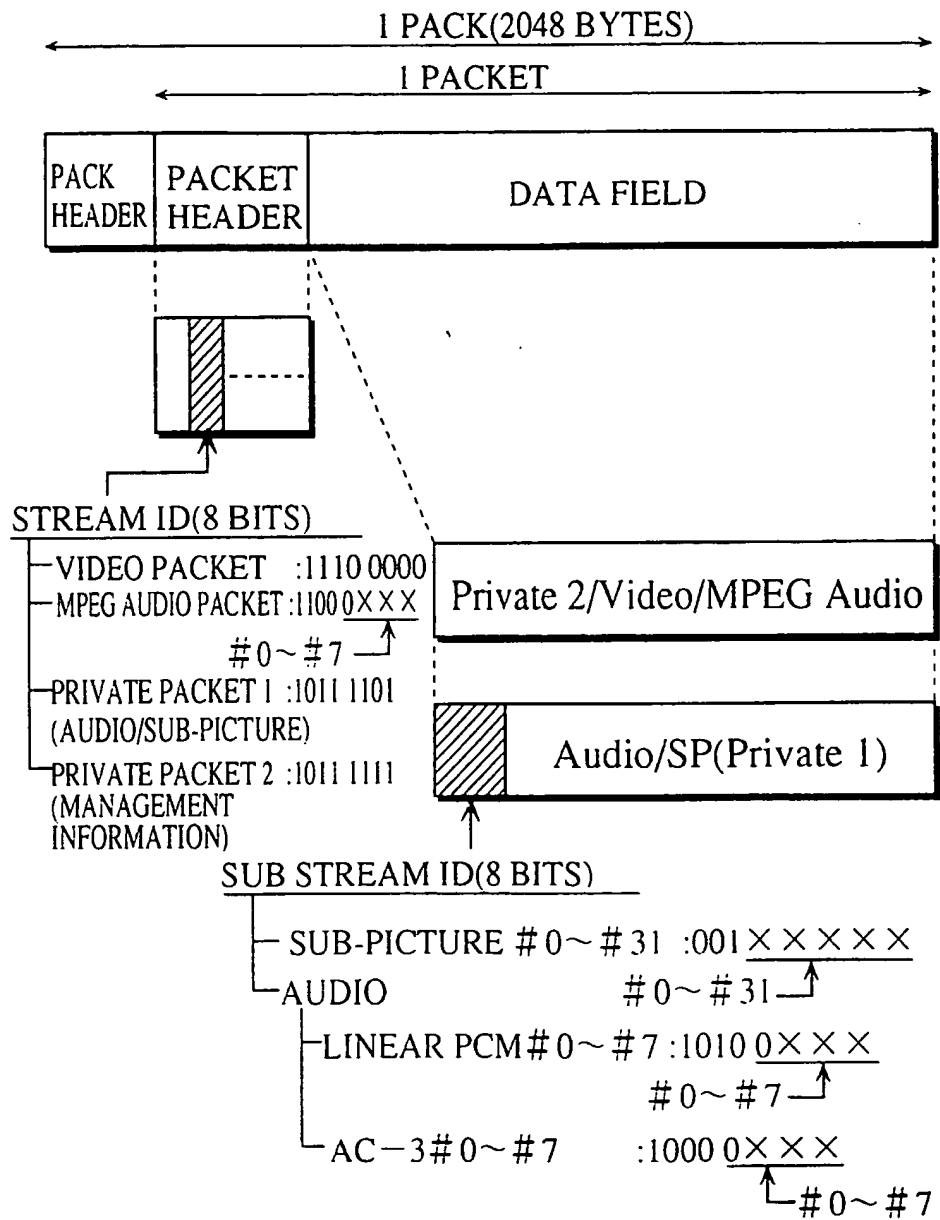 1 PACK(2048 BYTES)
1 PACKET
PACK HEADER
PACKET HEADER
DATA FIELD
STREAM ID(8 BITS)
VIDEO PACKET :1110 0000
MPEG AUDIO PACKET :1100 0×××
#0~#7
PRIVATE PACKET 1 :1011 1101
(AUDIO/SUB-PICTURE)
PRIVATE PACKET 2 :1011 1111
(MANAGEMENT
INFORMATION)
Private 2/Video/MPEG Audio
Audio/SP(Private 1)
SUB STREAM ID(8 BITS)
SUB-PICTURE #0~#31 :001×××××
#0~#31
AUDIO
LINEAR PCM#0~#7 :1010 0×××
#0~#7
AC-3#0~#7 :1000 0×××
#0~#7